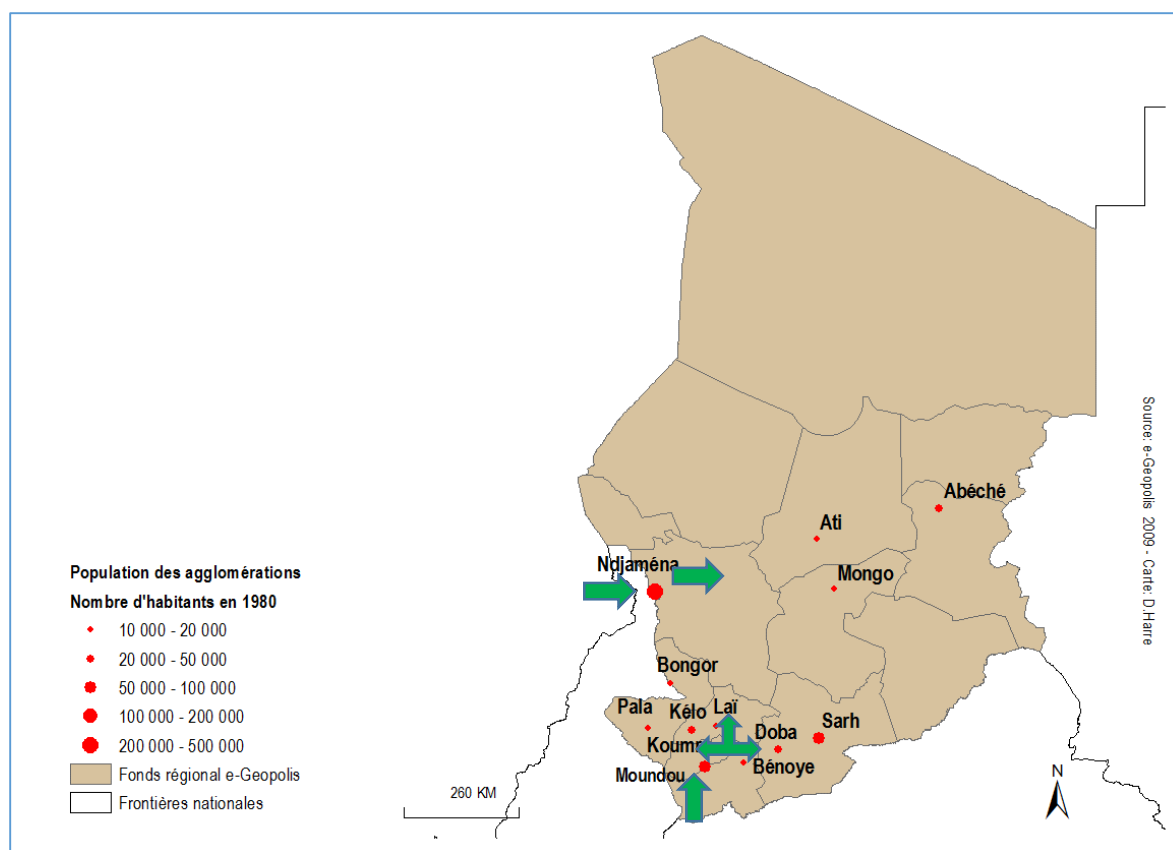 Abéché
Ati
Ndjaména
Mongo
Bongor
Pala
Kélo
Laï
Sarh
Doba
Moundou
Bénoye
Population des agglomérations
Nombre d'habitants en 1980
10 000 - 20 000
20 000 - 50 000
50 000 - 100 000
100 000 - 200 000
200 000 - 500 000
Fonds régional e-Geopolis
Frontières nationales
260 KM
N
Source: e-Geopolis 2009 - Carte: D.Harre